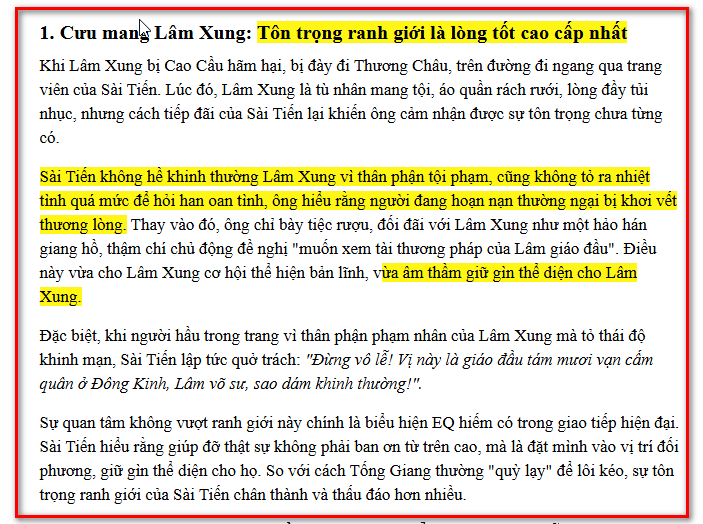 1. Cưu mang Lâm Xung: Tôn trọng ranh giới là lòng tốt cao cấp nhất
Khi Lâm Xung bị Cao Cầu hãm hại, bị đày đi Thương Châu, trên đường đi ngang qua trang
viên của Sài Tiến. Lúc đó, Lâm Xung là tù nhân mang tội, áo quần rách rưới, lòng đầy tủi
nhục, nhưng cách tiếp đãi của Sài Tiến lại khiến ông cảm nhận được sự tôn trọng chưa từng
có.
Sài Tiến không hề khinh thường Lâm Xung vì thân phận tội phạm, cũng không tỏ ra nhiệt
tình quá mức để hỏi han oan tình, ông hiểu rằng người đang hoạn nạn thường ngại bị khơi vết
thương lòng. Thay vào đó, ông chỉ bày tiệc rượu, đối đãi với Lâm Xung như một hảo hán
giang hồ, thậm chí chủ động đề nghị "muốn xem tài thương pháp của Lâm giáo đầu". Điều
này vừa cho Lâm Xung cơ hội thể hiện bản lĩnh, vừa âm thầm giữ gìn thể diện cho Lâm
Xung.
Đặc biệt, khi người hầu trong trang vì thân phận phạm nhân của Lâm Xung mà tỏ thái độ
khinh mạn, Sài Tiến lập tức quở trách: "Đừng vô lễ! Vị này là giáo đầu tám mươi vạn cấm
quân ở Đông Kinh, Lâm võ sư, sao dám khinh thường!".
Sự quan tâm không vượt ranh giới này chính là biểu hiện EQ hiếm có trong giao tiếp hiện đại.
Sài Tiến hiểu rằng giúp đỡ thật sự không phải ban ơn từ trên cao, mà là đặt mình vào vị trí đối
phương, giữ gìn thể diện cho họ. So với cách Tống Giang thường "quỳ lạy" để lôi kéo, sự tôn
trọng ranh giới của Sài Tiến chân thành và thấu đáo hơn nhiều.